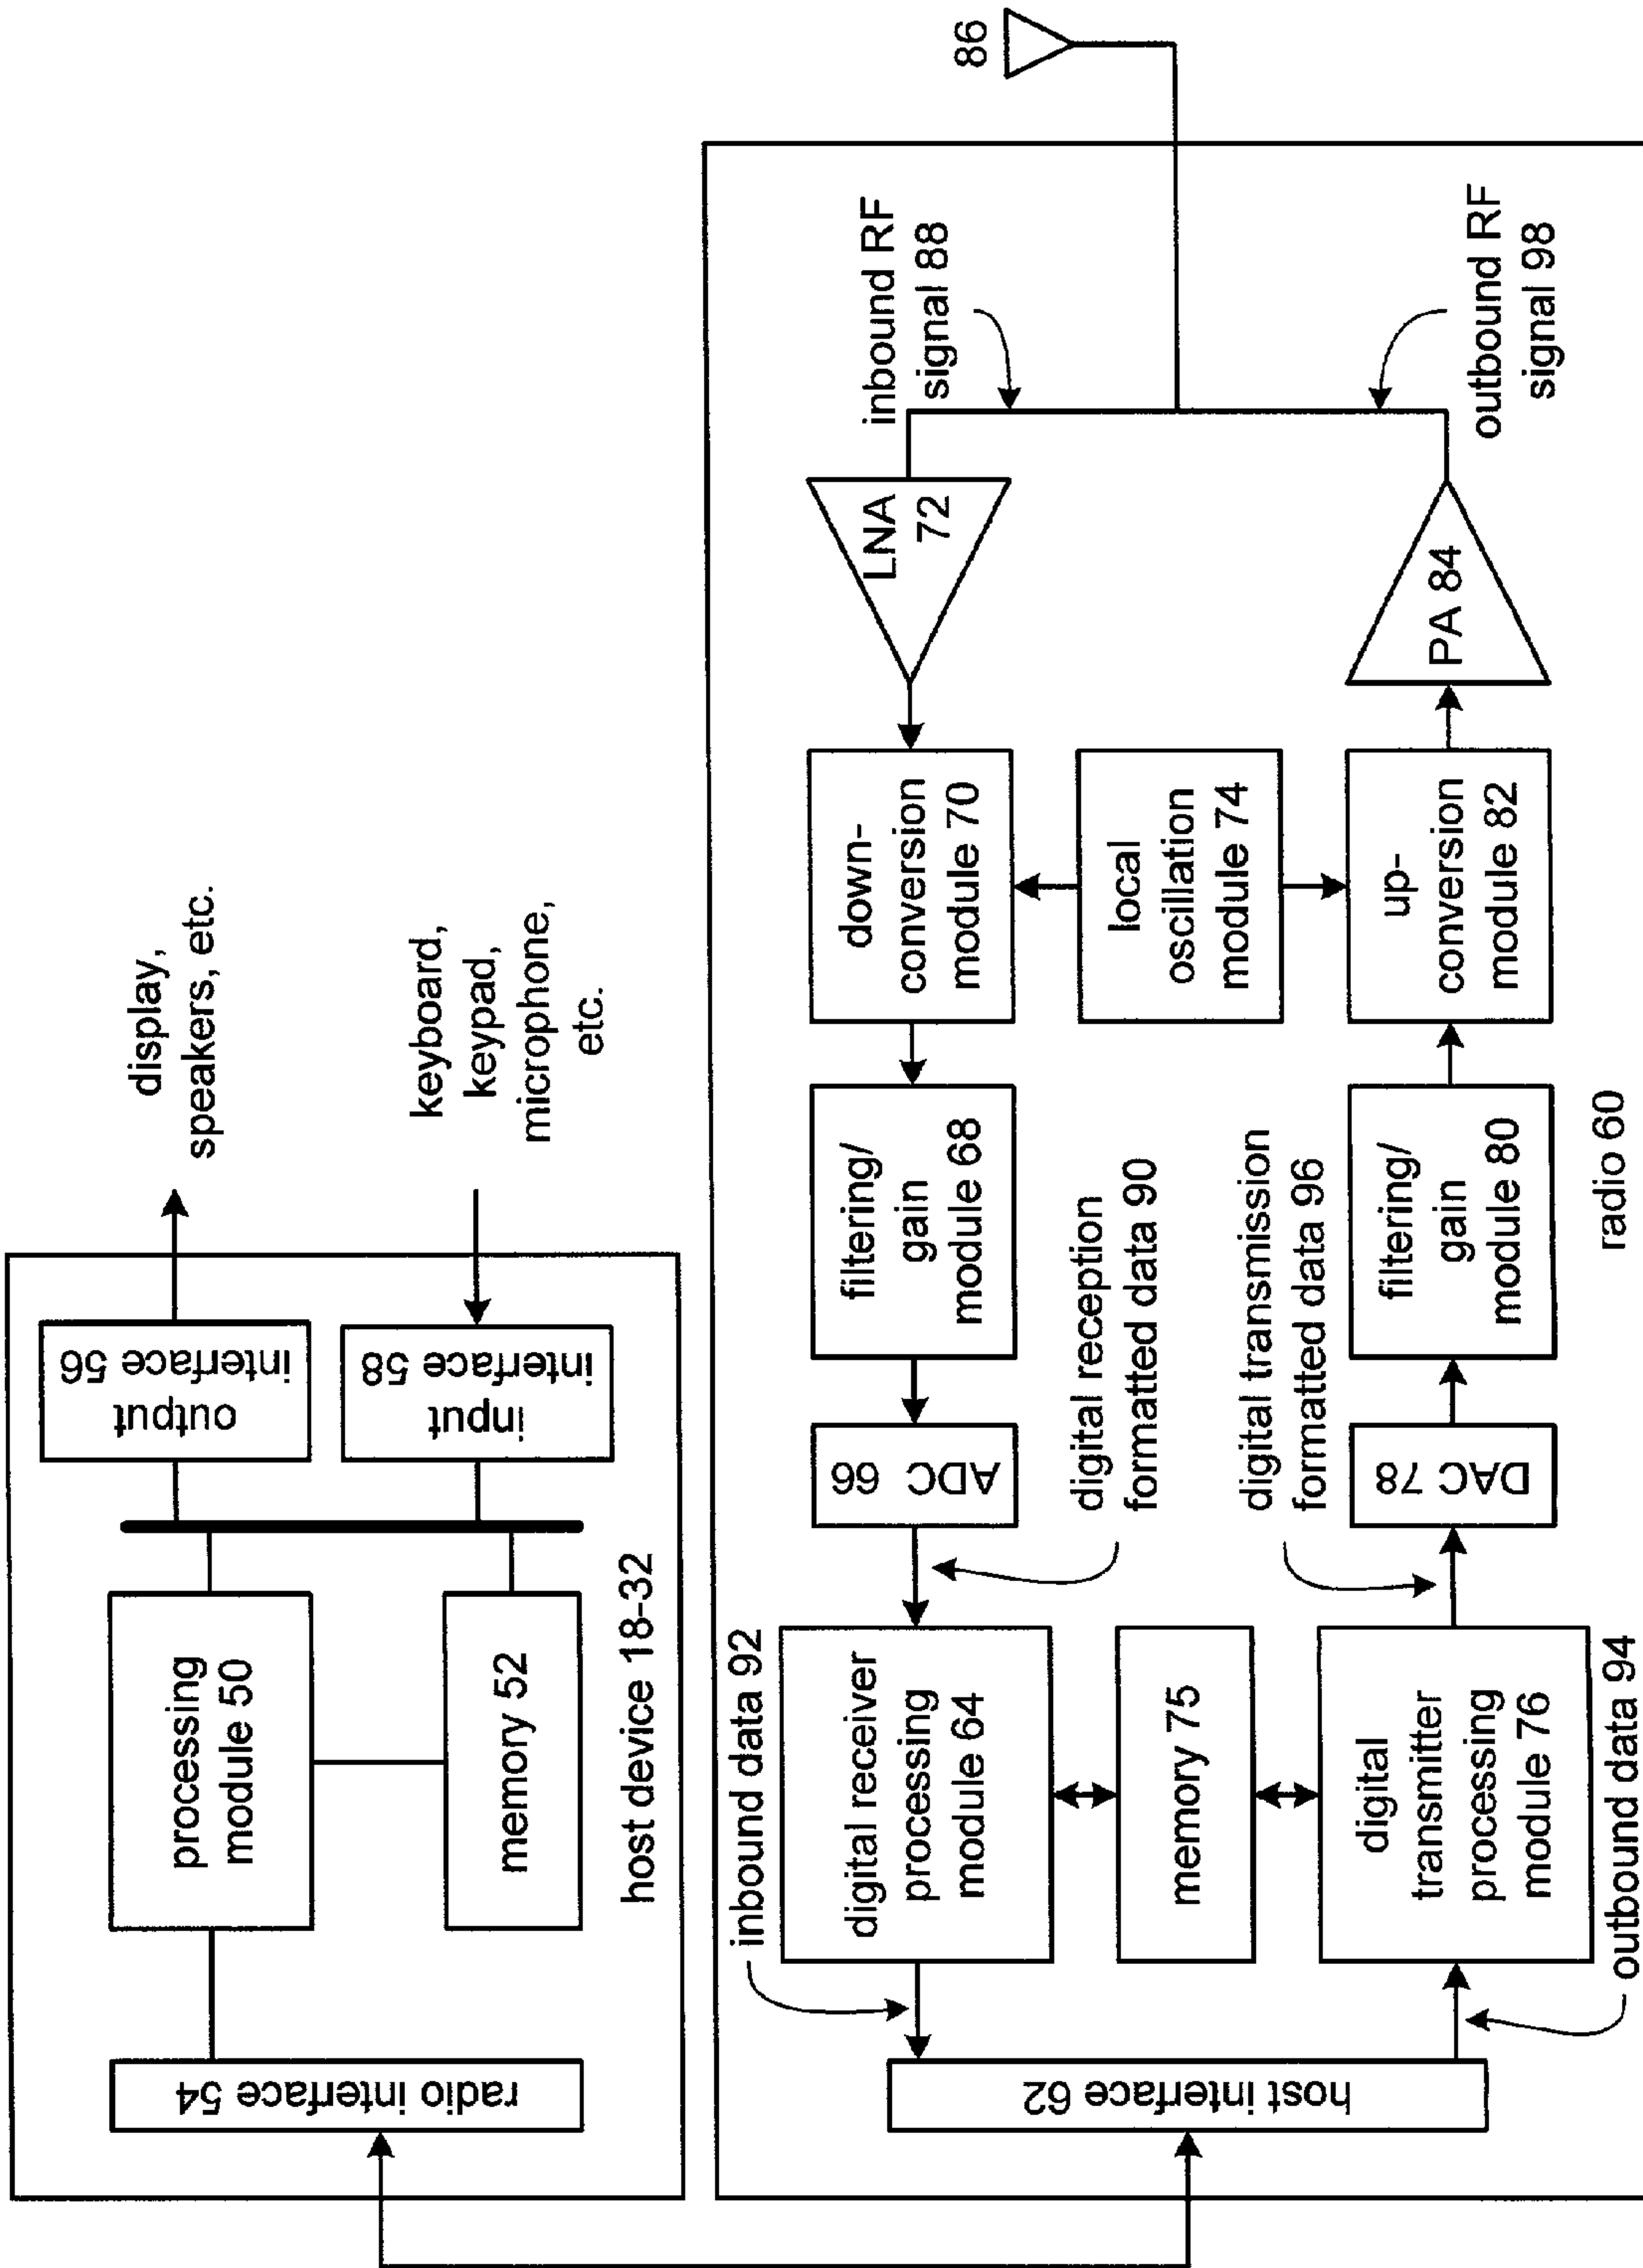 display,
speakers, etc.
keyboard,
keypad,
microphone,
etc.
output
interface 56
input
interface 58
processing
module 50
memory 52
radio interface 54
host device 18-32
86
inbound RF
signal 88
outbound RF
signal 98
LNA
72
PA 84
down-
conversion
module 70
local
oscillation
module 74
up-
conversion
module 82
filtering/
gain
module 68
filtering/
gain
module 80
radio 60
ADC 66
DAC 78
digital reception
formatted data 90
digital transmission
formatted data 96
inbound data 92
digital receiver
processing
module 64
memory 75
digital
transmitter
processing
module 76
outbound data 94
host interface 62